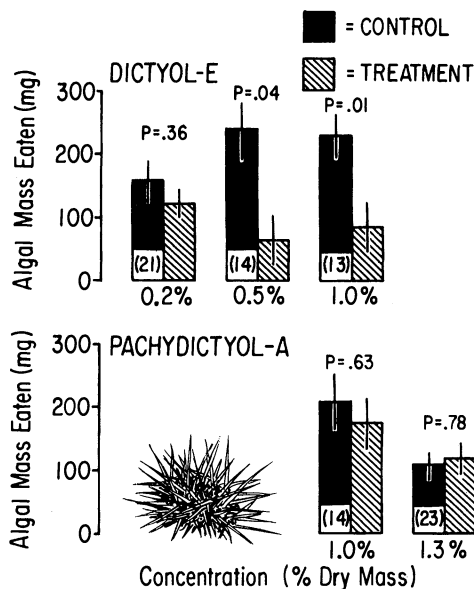 = CONTROL
= TREATMENT
DICTYOL-E
Algal Mass Eaten (mg)
300
200
100
0
P=.36
P=.04
P=.01
(21)
(14)
(13)
0.2%
0.5%
1.0%
PACHYDICTYOL-A
Algal Mass Eaten (mg)
300
200
100
0
P=.63
P=.78
(14)
(23)
1.0%
1.3%
Concentration (% Dry Mass)